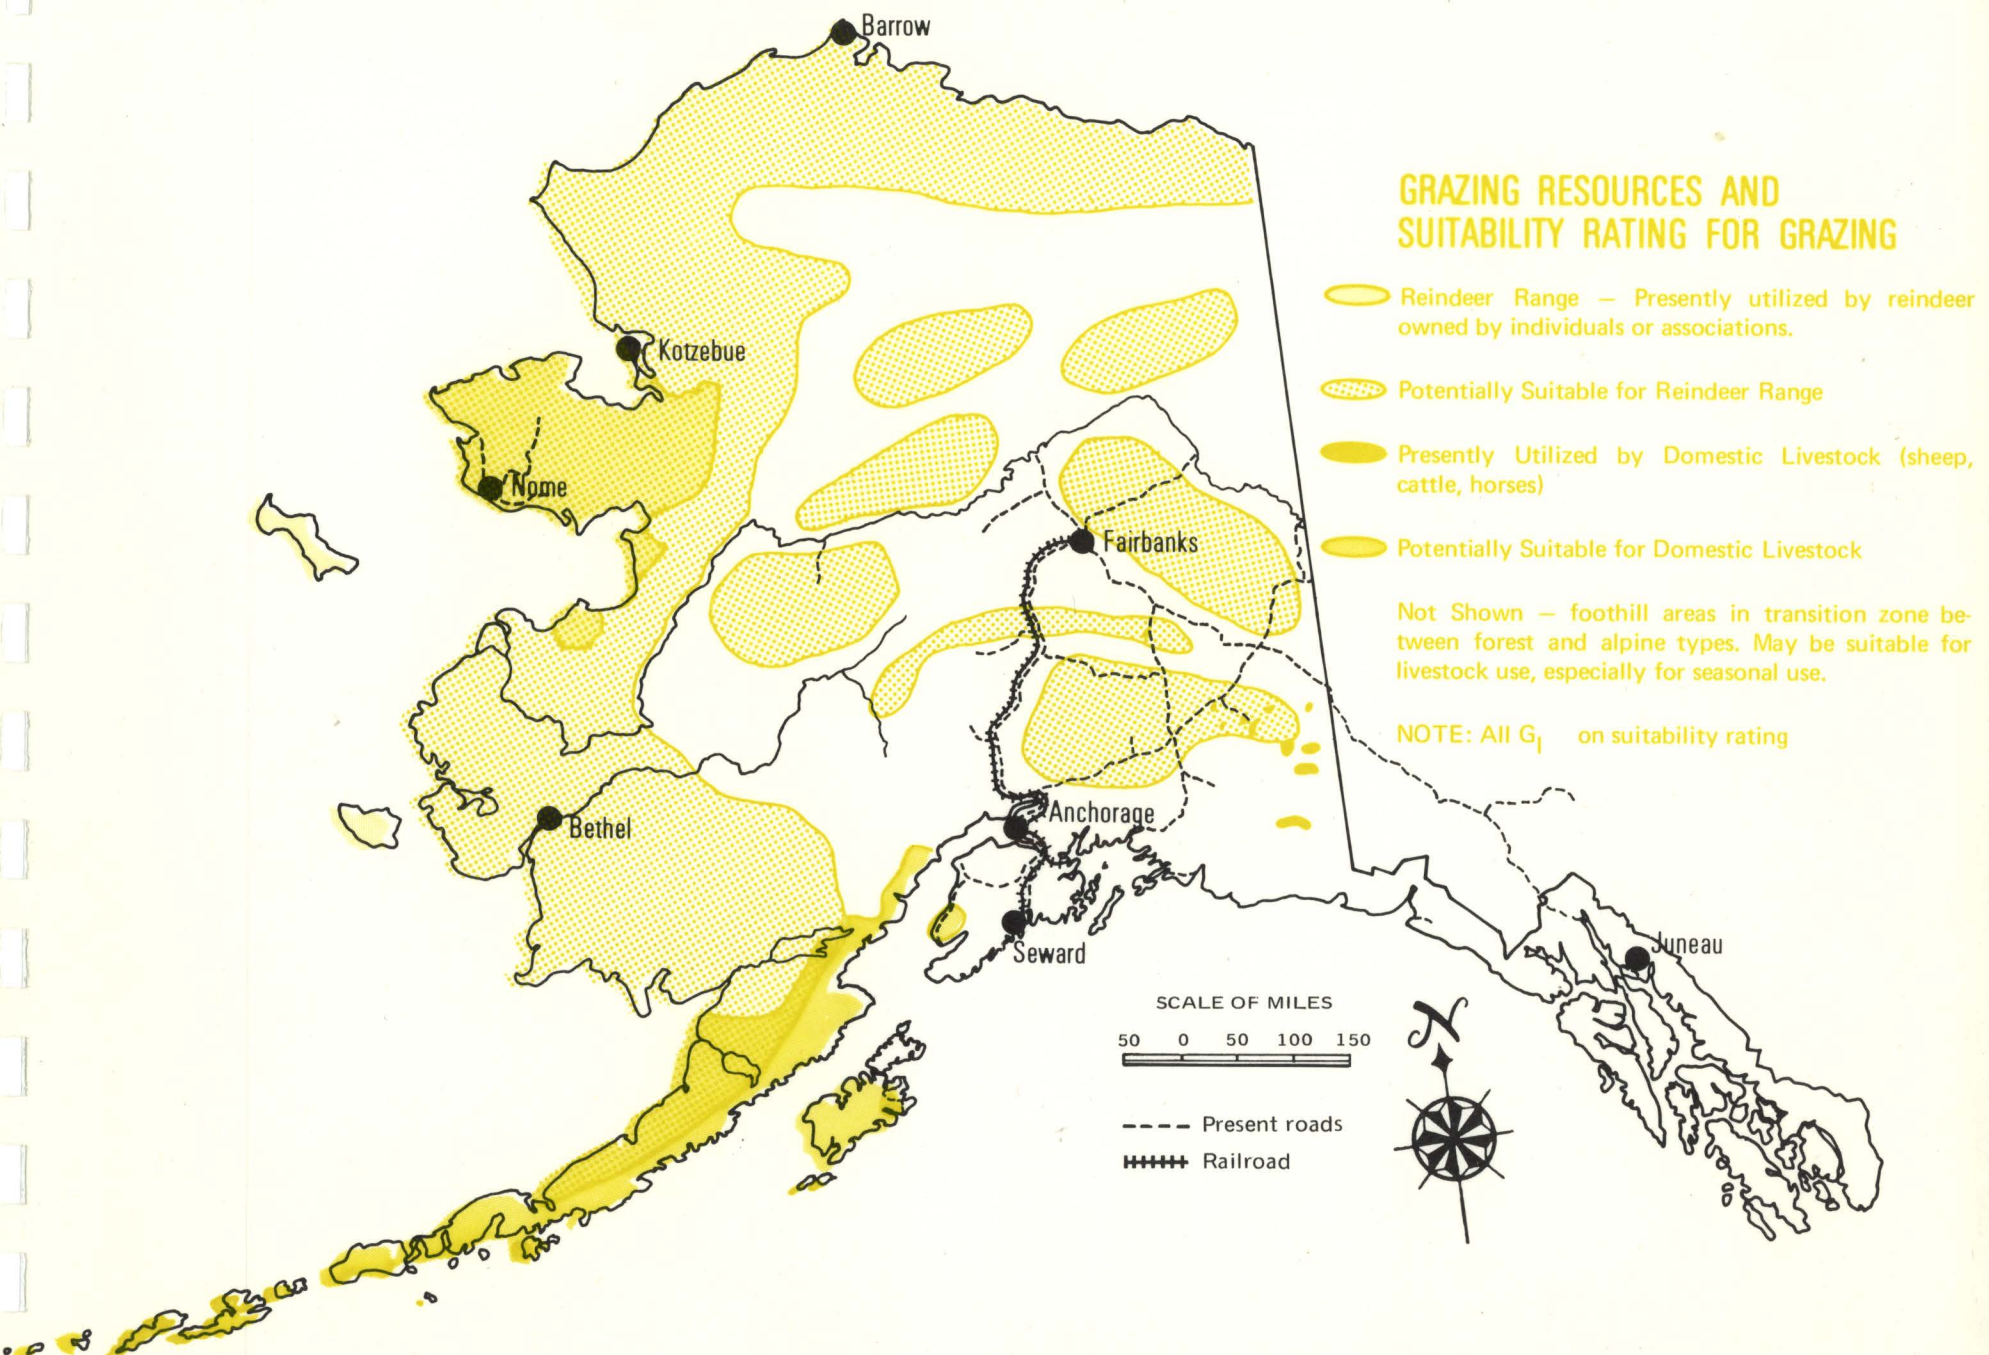 Barrow
GRAZING RESOURCES AND
SUITABILITY RATING FOR GRAZING
Reindeer Range — Presently utilized by reindeer
owned by individuals or associations.
Kotzebue
Potentially Suitable for Reindeer Range
Presently Utilized by Domestic Livestock (sheep,
cattle, horses)
Nome
Fairbanks
Potentially Suitable for Domestic Livestock
Not Shown — foothill areas in transition zone be-
tween forest and alpine types. May be suitable for
livestock use, especially for seasonal use.
NOTE: All G₁ on suitability rating
Anchorage
Bethel
Seward
Juneau
SCALE OF MILES
50 0 50 100 150
N
Present roads
Railroad